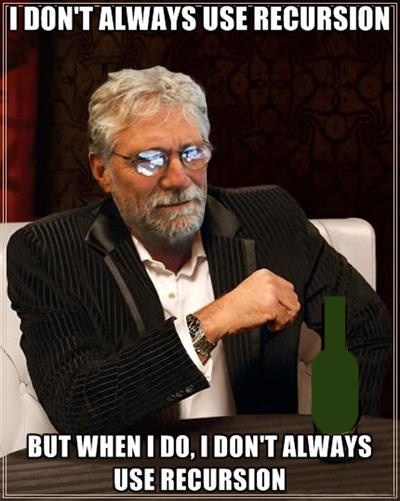 I DON'T ALWAYS USE RECURSION
BUT WHEN I DO, I DON'T ALWAYS
USE RECURSION